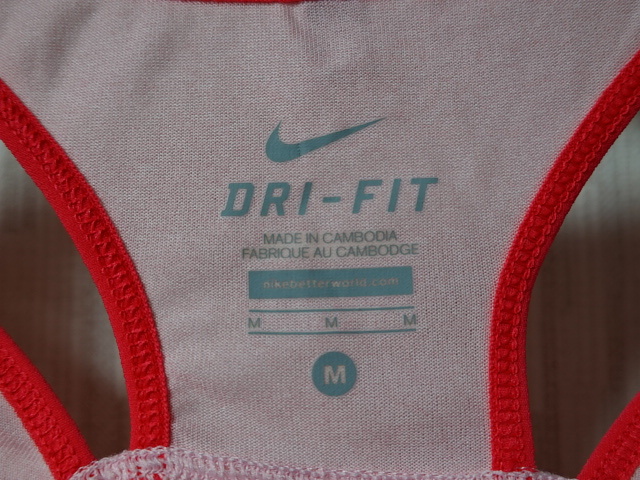 DRI-FIT
MADE IN CAMBODIA
FABRIQUE AU CAMBODGE
nikebetterworld.com
M M M
M